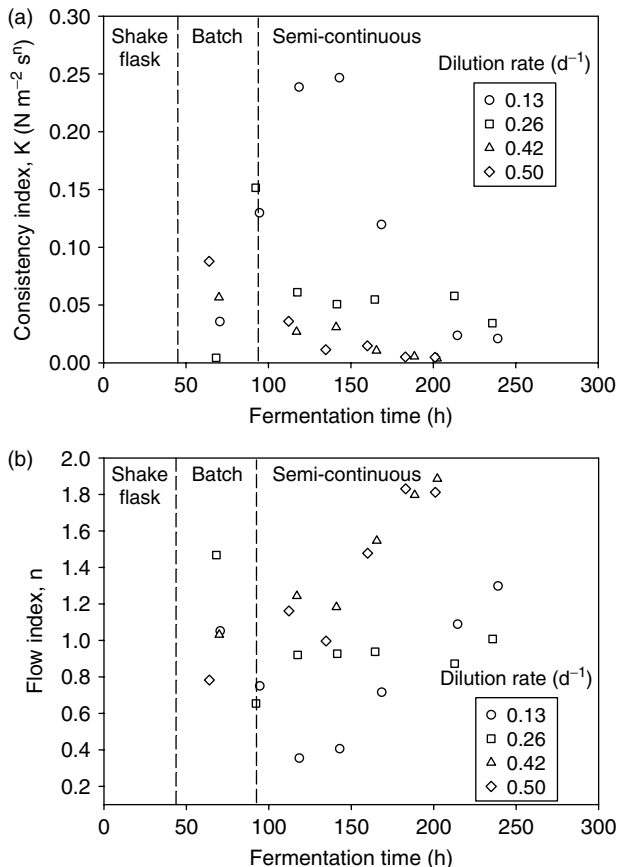 (a)
Shake
flask
Batch
Semi-continuous
Dilution rate (d⁻¹)
0.13
0.26
0.42
0.50
Consistency index, K (N m⁻² sⁿ)
0.30
0.25
0.20
0.15
0.10
0.05
0.00
0 50 100 150 200 250 300
Fermentation time (h)
(b)
Shake
flask
Batch
Semi-continuous
Flow index, n
2.0
1.8
1.6
1.4
1.2
1.0
0.8
0.6
0.4
0.2
Dilution rate (d⁻¹)
0.13
0.26
0.42
0.50
0 50 100 150 200 250 300
Fermentation time (h)